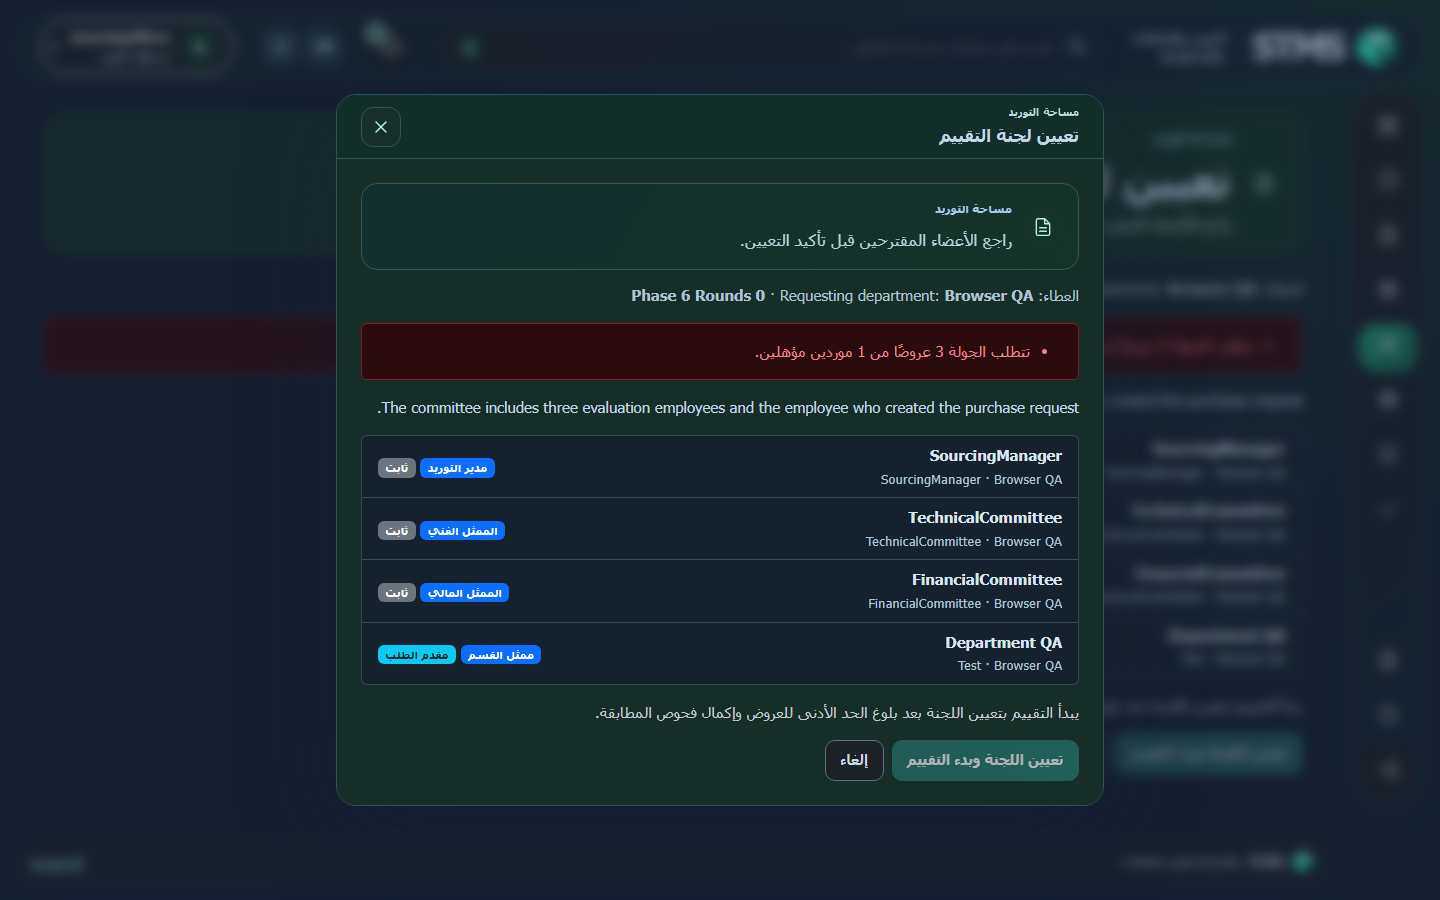 STMS
مساحة التوريد
تعيين لجنة التقييم
مساحة التوريد
راجع الأعضاء المقترحين قبل تأكيد التعيين.
العطاء: Phase 6 Rounds 0 · Requesting department: Browser QA
تتطلب الجولة 3 عروضًا من 1 موردين مؤهلين.
The committee includes three evaluation employees and the employee who created the purchase request.
SourcingManager
مدير التوريد ثابت
SourcingManager · Browser QA
TechnicalCommittee
الممثل الفني ثابت
TechnicalCommittee · Browser QA
FinancialCommittee
الممثل المالي ثابت
FinancialCommittee · Browser QA
Department QA
ممثل القسم مقدم الطلب
Test · Browser QA
يبدأ التقييم بتعيين اللجنة بعد بلوغ الحد الأدنى للعروض وإكمال فحوص المطابقة.
تعيين اللجنة وبدء التقييم
إلغاء